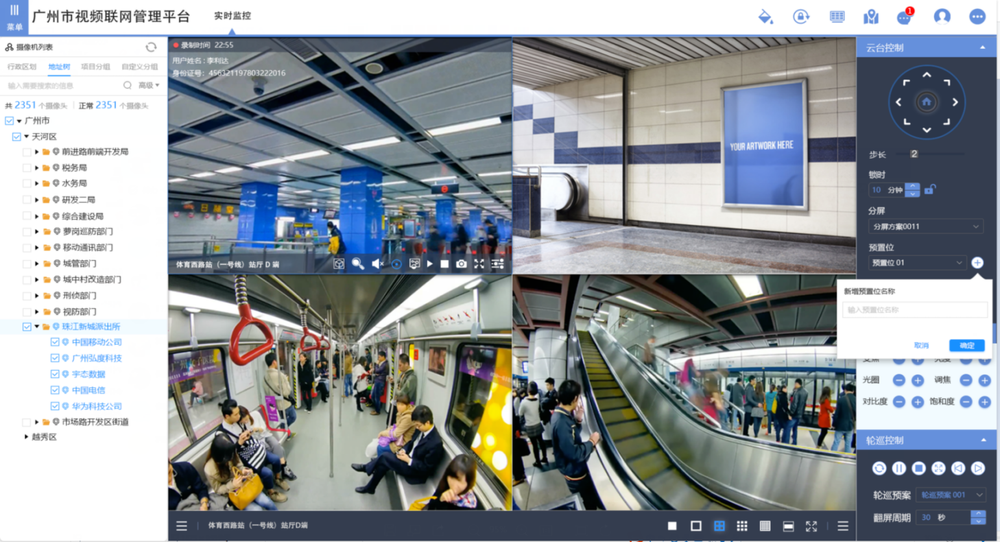 菜单
广州市视频联网管理平台
实时监控
1
摄像机列表
行政区划 地址树 项目分组 自定义分组
输入需要搜索的信息 高级
共 2351 个摄像头 正常 2351 个摄像头
广州市
天河区
前进路前端开发局
税务局
水务局
研发二局
综合建设局
萝岗巡防部门
移动通讯部门
城管部门
城中村改造部门
刑侦部门
视防部门
珠江新城派出所
中国移动公司
广州弘度科技
宇态数据
中国电信
华为科技公司
市场路开发区街道
越秀区
录制时间 22:55
用户姓名：李利达
身份证号：456321197803222016
体育西路站（一号线）站厅 D 端
YOUR ARTWORK HERE
体育西路站（一号线）站厅D端
云台控制
步长 2
锁时
10 分钟
分屏
分屏方案0011
预置位
预置位 01
新增预置位名称
输入预置位名称
取消 确定
光圈 调焦
对比度 饱和度
轮巡控制
轮巡预案 轮巡预案 001
翻屏周期 30 秒